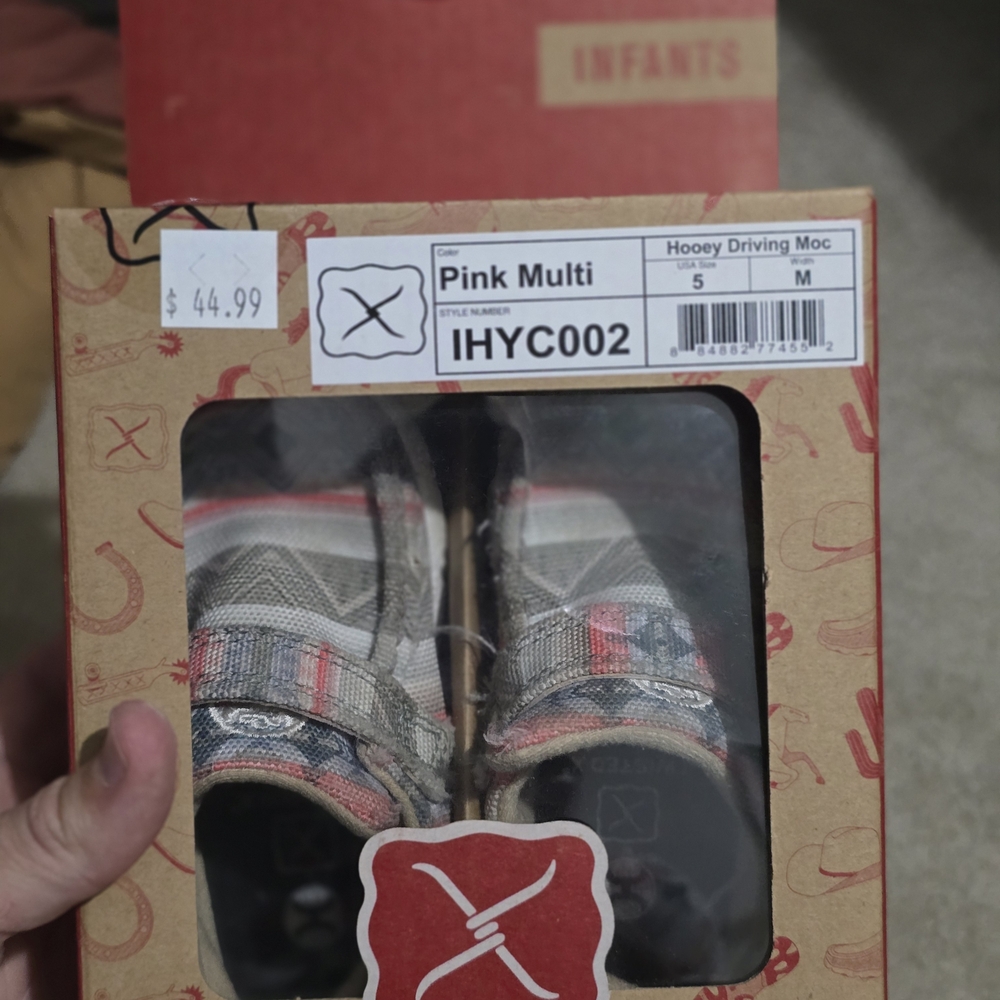 INFANTS
$ 44.99
Color
Pink Multi
STYLE NUMBER
IHYC002
Hooey Driving Moc
USA Size
5
Width
M
8 84882 77455 2